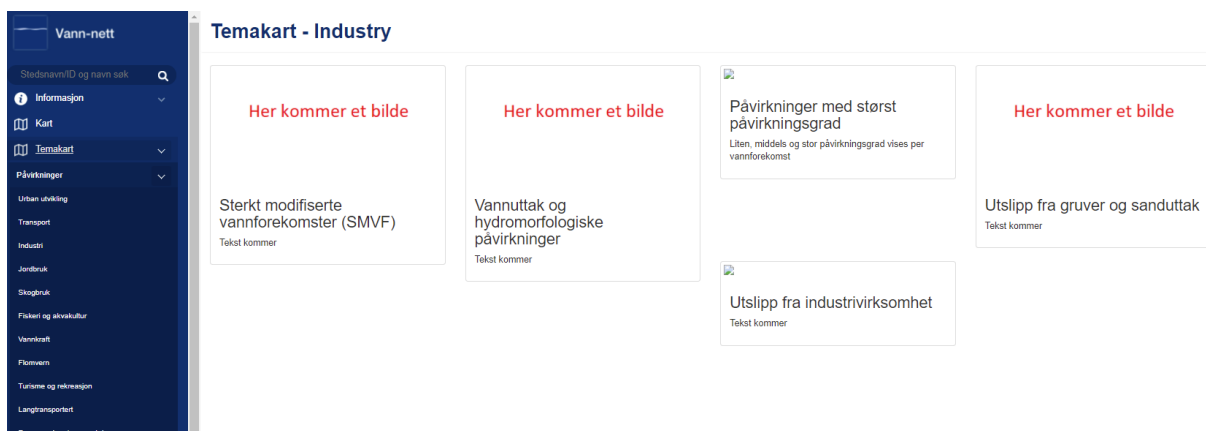 Vann-nett
Stedsnavn/ID og navn søk
Informasjon
Kart
Temakart
Påvirkninger
Urban utvikling
Transport
Industri
Jordbruk
Skogbruk
Fiskeri og akvakultur
Vannkraft
Flomvern
Turisme og rekreasjon
Langtransportert
Temakart - Industry
Her kommer et bilde
Sterkt modifiserte
vannforekomster (SMVF)
Tekst kommer
Her kommer et bilde
Vannuttak og
hydromorfologiske
påvirkninger
Tekst kommer
Påvirkninger med størst
påvirkningsgrad
Liten, middels og stor påvirkningsgrad vises per
vannforekomst
Utslipp fra industrivirksomhet
Tekst kommer
Her kommer et bilde
Utslipp fra gruver og sanduttak
Tekst kommer